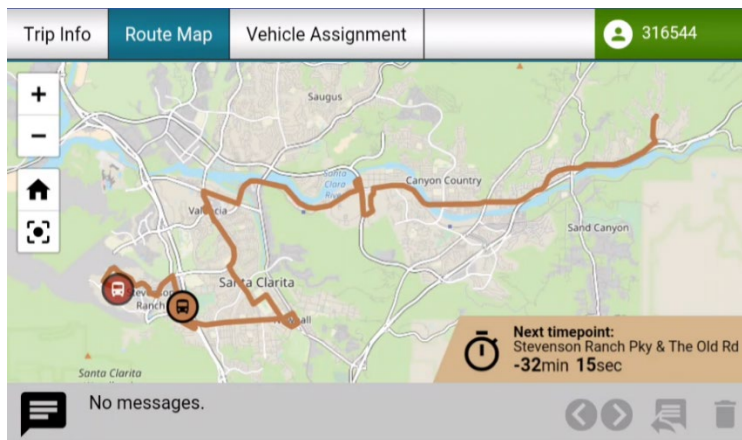 Trip Info
Route Map
Vehicle Assignment
316544
+
−
Saugus
Santa
Clara
River
Canyon Country
Sand Canyon
Santa Clarita
Ranch
Santa Clarita
Next timepoint:
Stevenson Ranch Pky & The Old Rd
-32min 15sec
No messages.